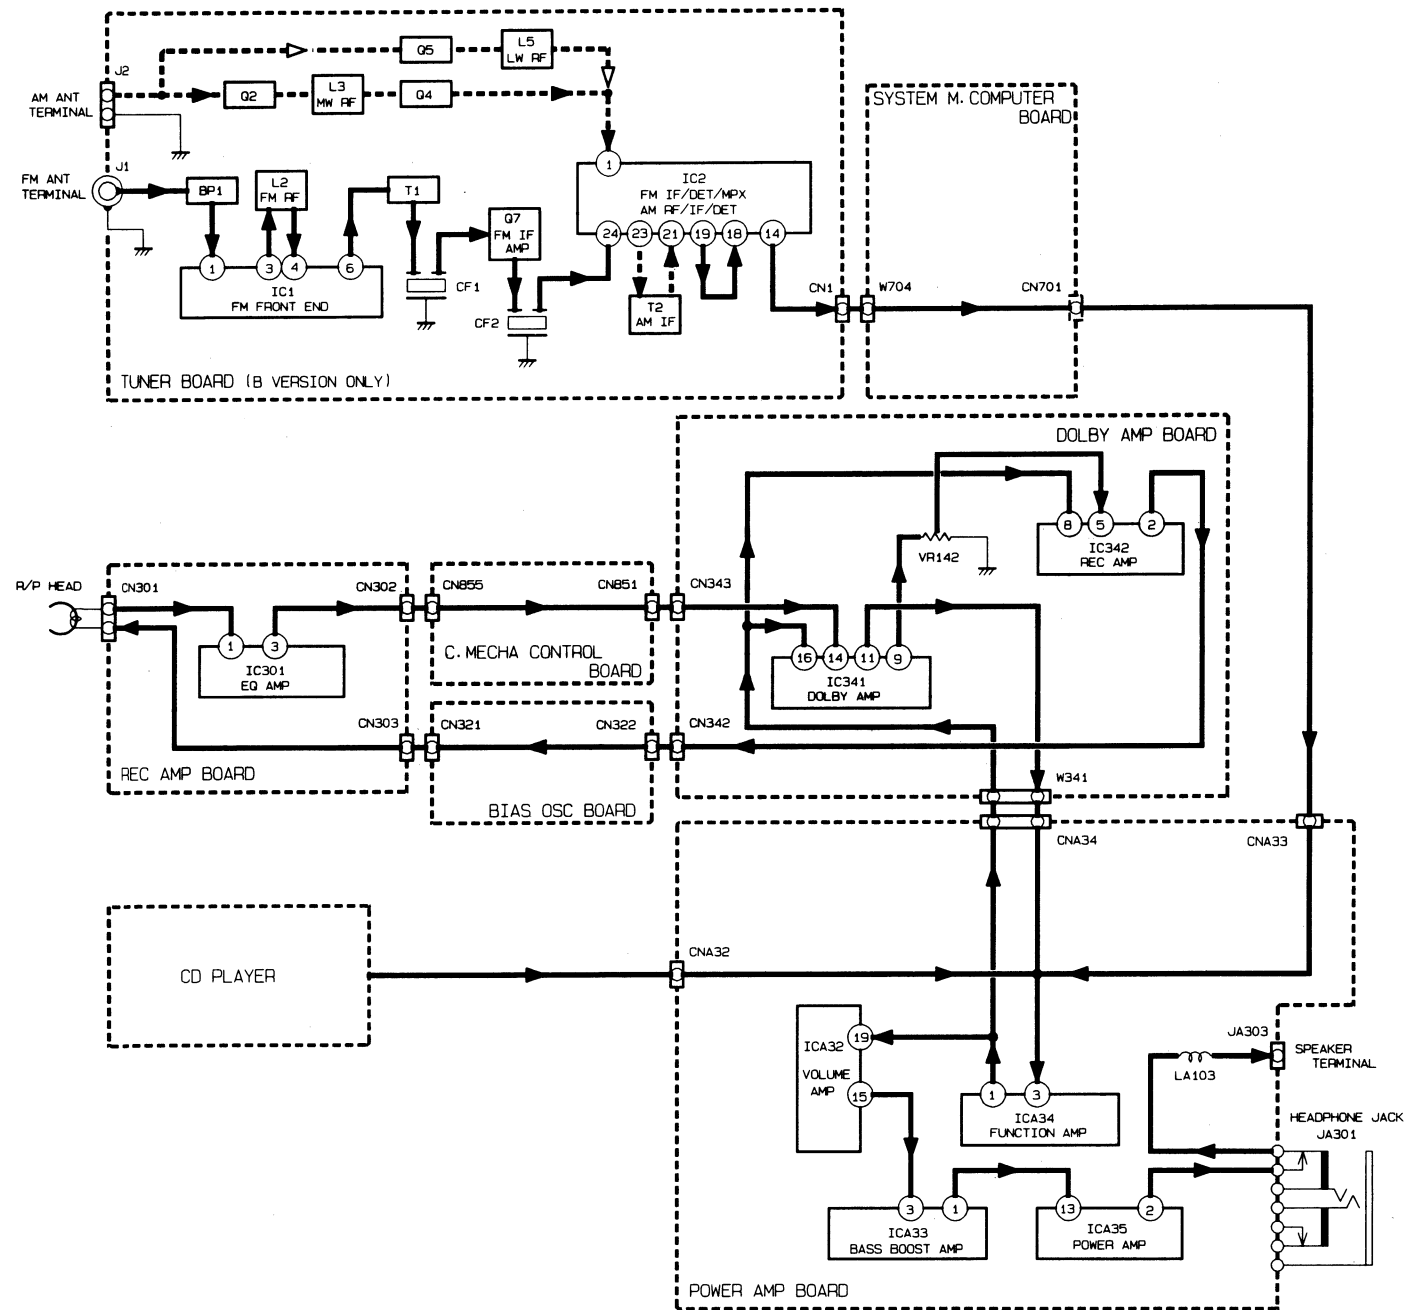 J2
AM ANT
TERMINAL
Q5
L5
LW RF
Q2
L3
MW RF
Q4
J1
FM ANT
TERMINAL
BP1
L2
FM RF
T1
Q7
FM IF
AMP
1
IC2
FM IF/DET/MPX
AM RF/IF/DET
24
23
21
19
18
14
1
3
4
6
IC1
FM FRONT END
CF1
CF2
T2
AM IF
CN1
TUNER BOARD (B VERSION ONLY)
SYSTEM M. COMPUTER
BOARD
W704
CN701
DOLBY AMP BOARD
8
5
2
IC342
REC AMP
VR142
R/P HEAD
CN301
CN302
CN855
CN851
CN343
1
3
IC301
EQ AMP
C. MECHA CONTROL
BOARD
16
14
11
9
IC341
DOLBY AMP
CN303
CN321
CN322
CN342
REC AMP BOARD
BIAS OSC BOARD
W341
CNA34
CNA33
CD PLAYER
CNA32
ICA32
VOLUME
AMP
19
15
1
3
ICA34
FUNCTION AMP
JA303
SPEAKER
TERMINAL
LA103
HEADPHONE JACK
JA301
3
1
ICA33
BASS BOOST AMP
13
2
ICA35
POWER AMP
POWER AMP BOARD